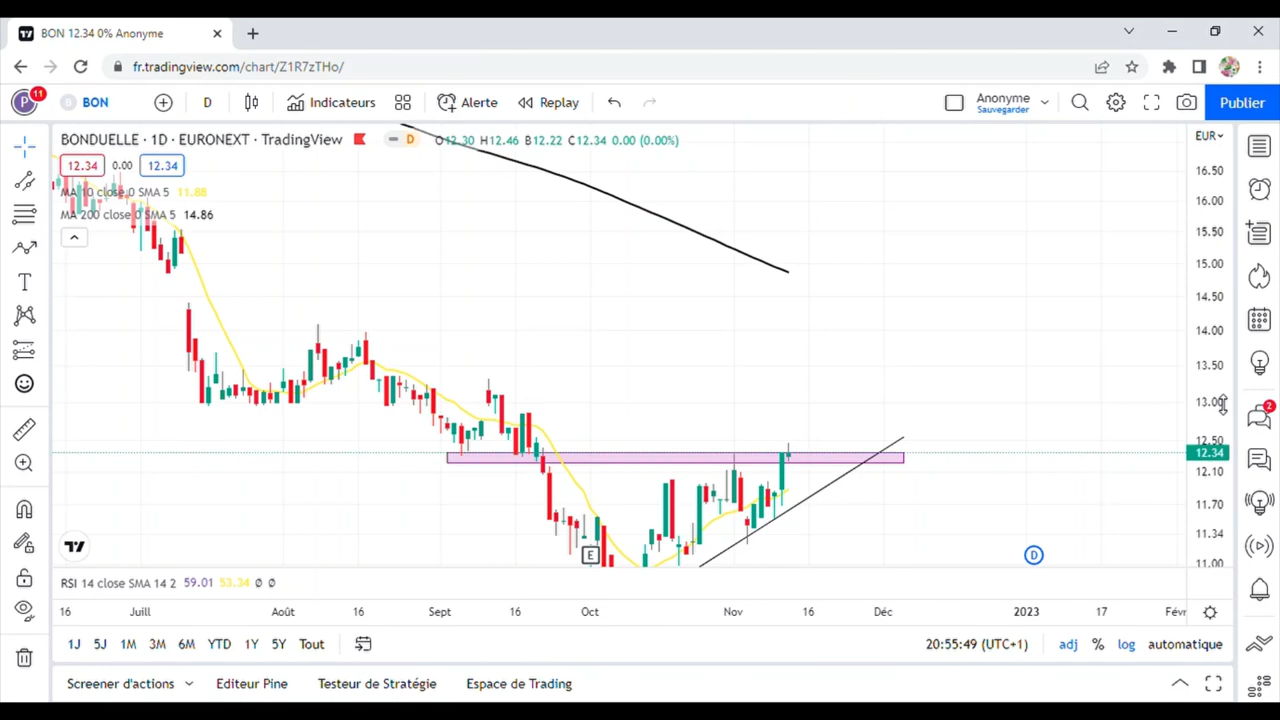 BON 12.34 0% Anonyme
fr.tradingview.com/chart/Z1R7zTHo/
P 11 B BON D Indicateurs Alerte Replay Anonyme Sauvegarder Publier
BONDUELLE · 1D · EURONEXT · TradingView D O12.30 H12.46 B12.22 C12.34 0.00 (0.00%)
EUR
12.34 0.00 12.34
MA 10 close 0 SMA 5 11.88
MA 200 close 0 SMA 5 14.86
16.50
16.00
15.50
15.00
14.50
14.00
13.50
13.00
12.50
12.34
12.10
11.70
11.34
11.00
2
E
D
RSI 14 close SMA 14 2 59.01 53.34 Ø Ø
16 Juill Août 16 Sept 16 Oct Nov 16 Déc 2023 17 Févr
1J 5J 1M 3M 6M YTD 1Y 5Y Tout 20:55:49 (UTC+1) adj % log automatique
Screener d'actions Editeur Pine Testeur de Stratégie Espace de Trading